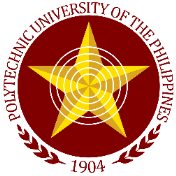 POLYTECHNIC UNIVERSITY OF THE PHILIPPINES
1904